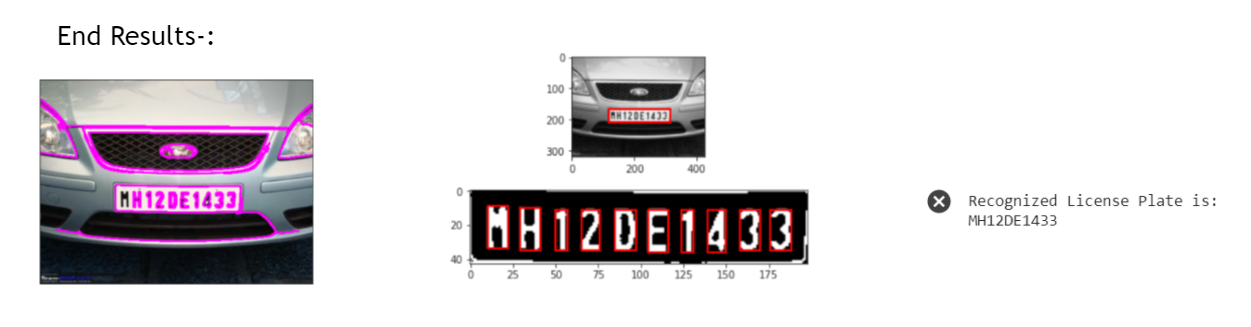 End Results-:
MH12DE1433
0
100
200
300
MH12DE1433
0 200 400
0
20
40
MH12DE1433
0 25 50 75 100 125 150 175
Recognized License Plate is:
MH12DE1433